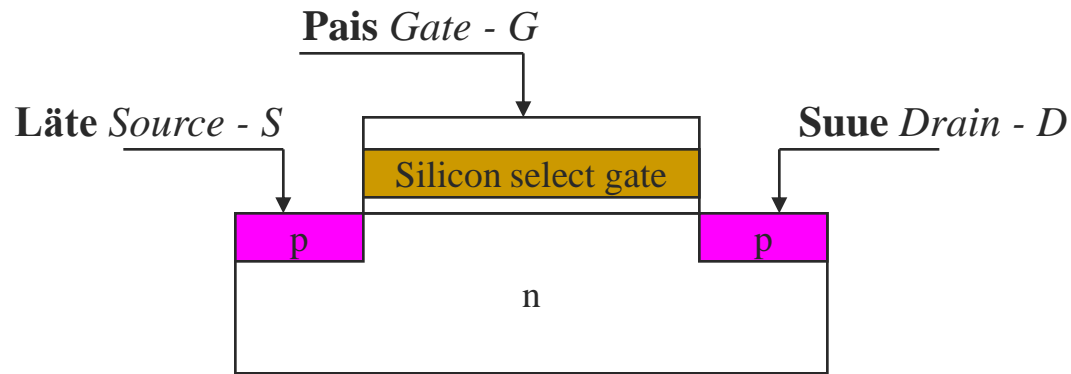 Pais Gate - G
Läte Source - S
Suue Drain - D
Silicon select gate
p
p
n